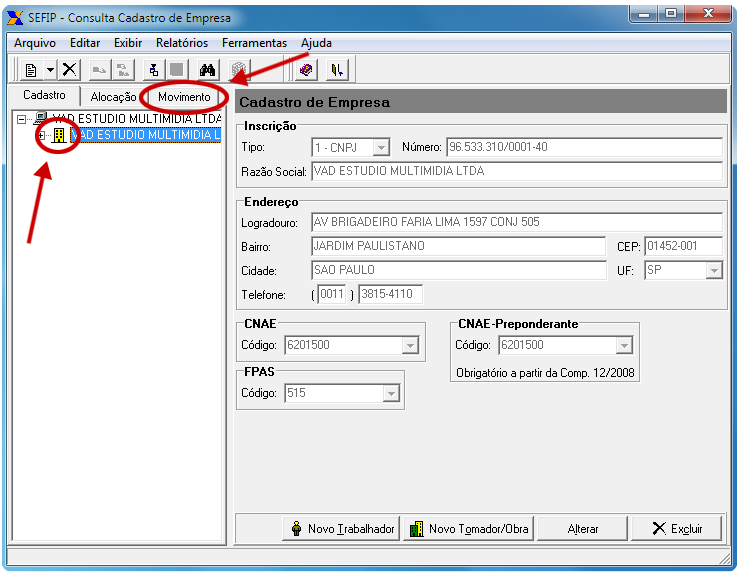 SEFIP - Consulta Cadastro de Empresa
Arquivo Editar Exibir Relatórios Ferramentas Ajuda
Cadastro Alocação Movimento
VAD ESTUDIO MULTIMIDIA LTDA
VAD ESTUDIO MULTIMIDIA L
Cadastro de Empresa
Inscrição
Tipo: 1 - CNPJ Número: 96.533.310/0001-40
Razão Social: VAD ESTUDIO MULTIMIDIA LTDA
Endereço
Logradouro: AV BRIGADEIRO FARIA LIMA 1597 CONJ 505
Bairro: JARDIM PAULISTANO CEP: 01452-001
Cidade: SAO PAULO UF: SP
Telefone: ( 0011 ) 3815-4110
CNAE
Código: 6201500
CNAE-Preponderante
Código: 6201500
Obrigatório a partir da Comp. 12/2008
FPAS
Código: 515
Novo Trabalhador Novo Tomador/Obra Alterar Excluir